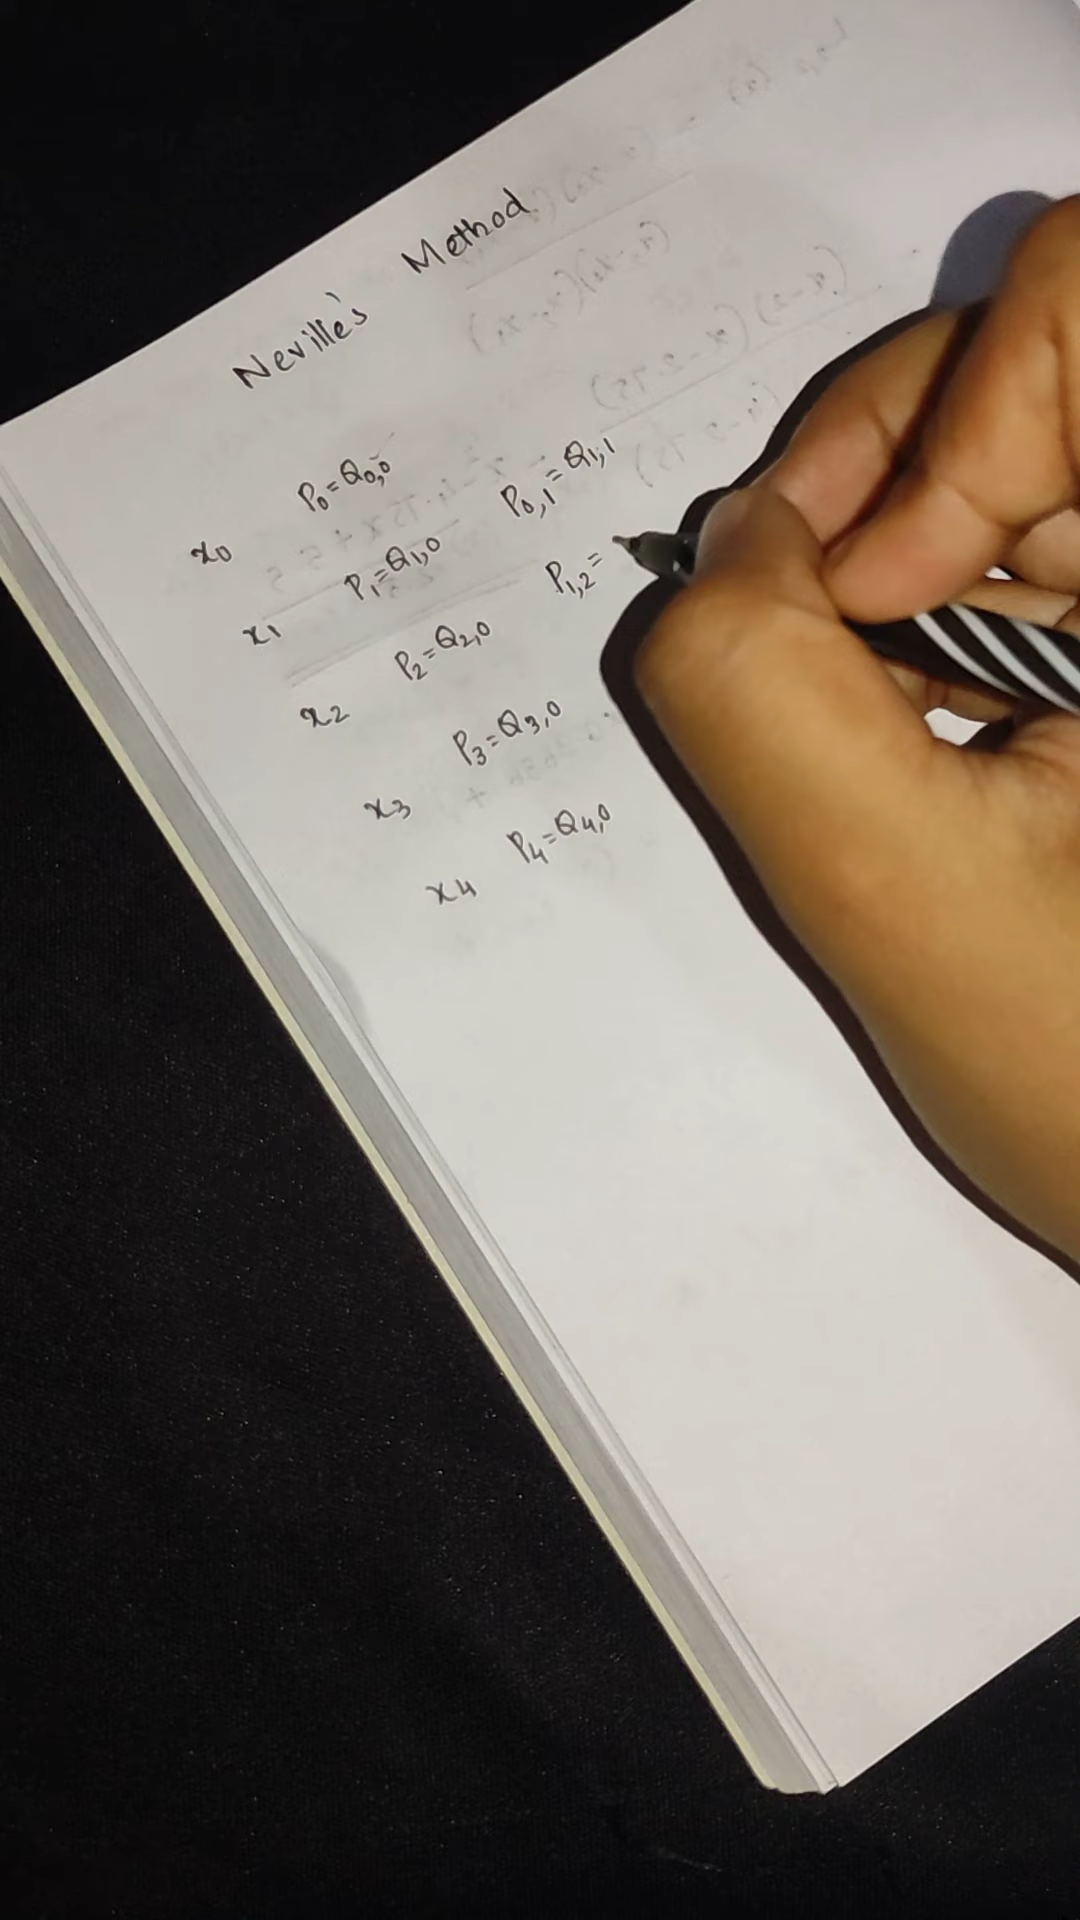 Neville's Method
x0 P0=Q0,0
x1 P1=Q1,0 P0,1=Q1,1
x2 P2=Q2,0 P1,2=
x3 P3=Q3,0
x4 P4=Q4,0